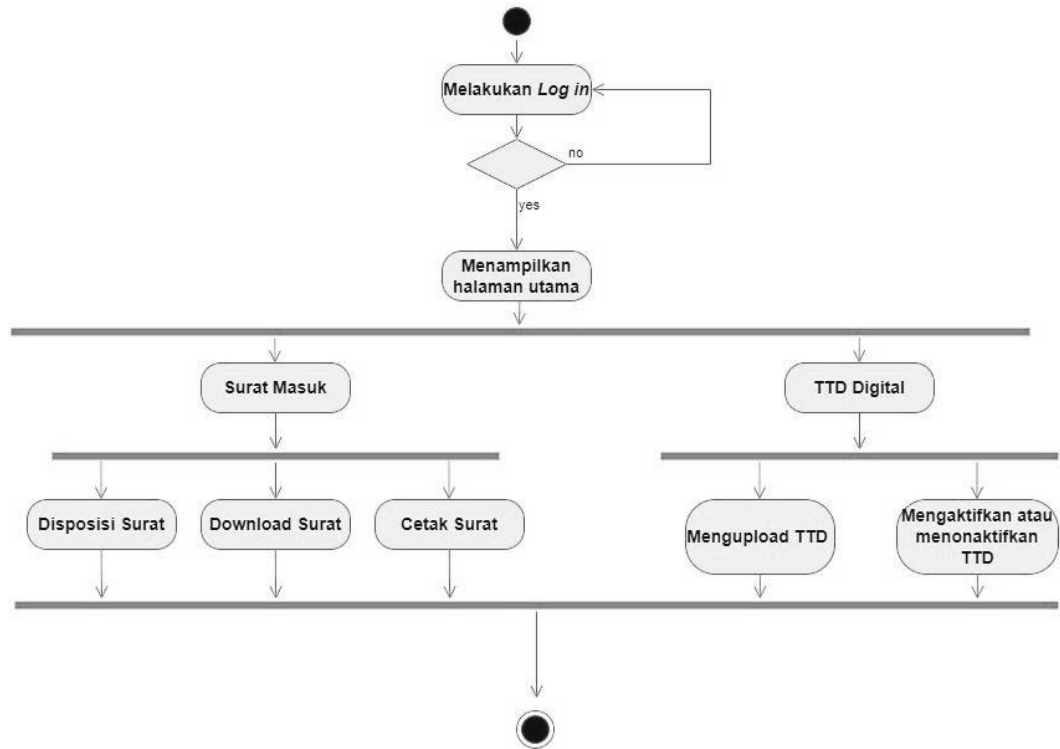 Melakukan Log in
no
yes
Menampilkan
halaman utama
Surat Masuk
TTD Digital
Disposisi Surat
Download Surat
Cetak Surat
Mengupload TTD
Mengaktifkan atau
menonaktifkan
TTD